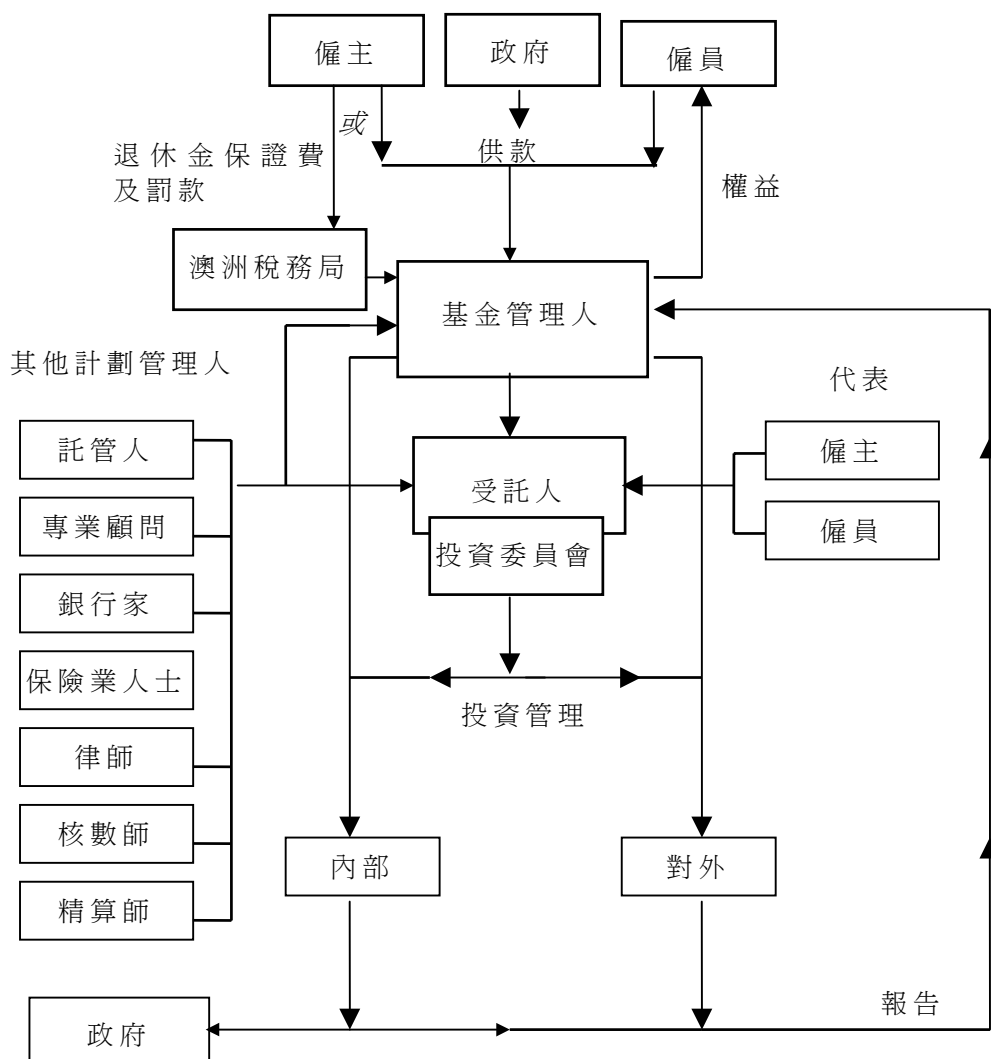 僱主
政府
僱員
或
退休金保證費
及罰款
供款
權益
澳洲稅務局
基金管理人
其他計劃管理人
代表
託管人
專業顧問
銀行家
保險業人士
律師
核數師
精算師
受託人
投資委員會
僱主
僱員
投資管理
內部
對外
報告
政府